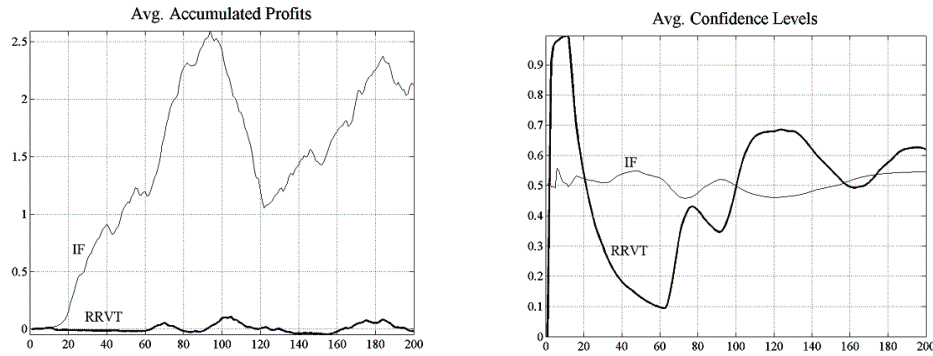 Avg. Accumulated Profits
2.5
2
1.5
1
0.5
0
IF
RRVT
0 20 40 60 80 100 120 140 160 180 200
Avg. Confidence Levels
0.9
0.8
0.7
0.6
0.5
0.4
0.3
0.2
0.1
0
IF
RRVT
0 20 40 60 80 100 120 140 160 180 200